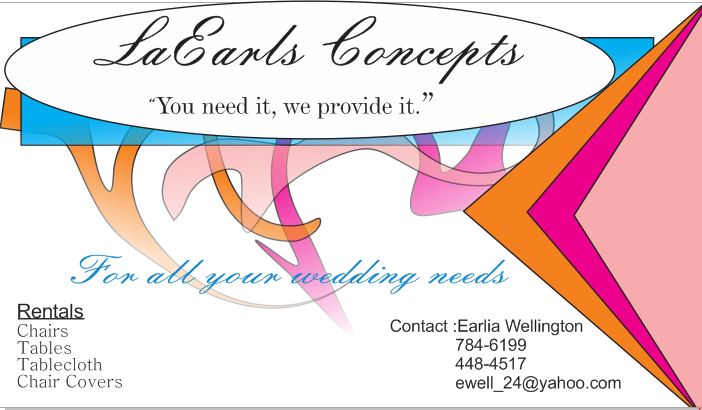 LaEarls Concepts
“You need it, we provide it.”
For all your wedding needs
Rentals
Chairs
Tables
Tablecloth
Chair Covers
Contact :Earlia Wellington
784-6199
448-4517
ewell_24@yahoo.com